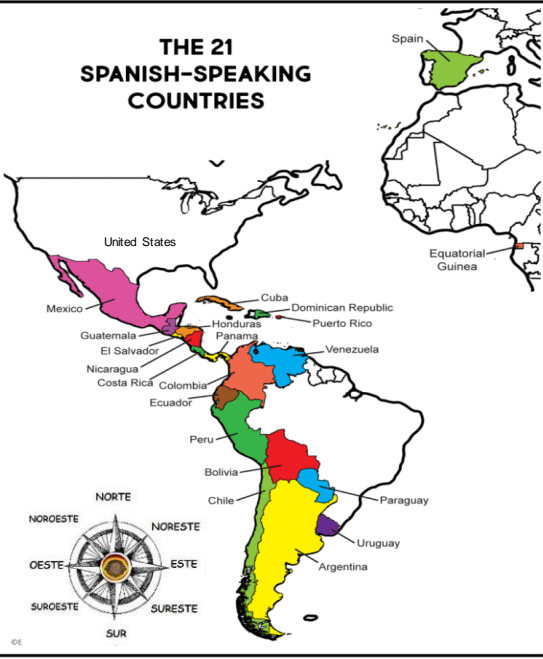 THE 21
SPANISH-SPEAKING
COUNTRIES
Spain
United States
Equatorial
Guinea
Cuba
Mexico
Dominican Republic
Puerto Rico
Guatemala
Honduras
El Salvador
Panama
Nicaragua
Venezuela
Costa Rica
Colombia
Ecuador
Peru
Bolivia
Chile
Paraguay
Uruguay
Argentina
NORTE
NOROESTE
NORESTE
OESTE
ESTE
SUROESTE
SURESTE
SUR
©E